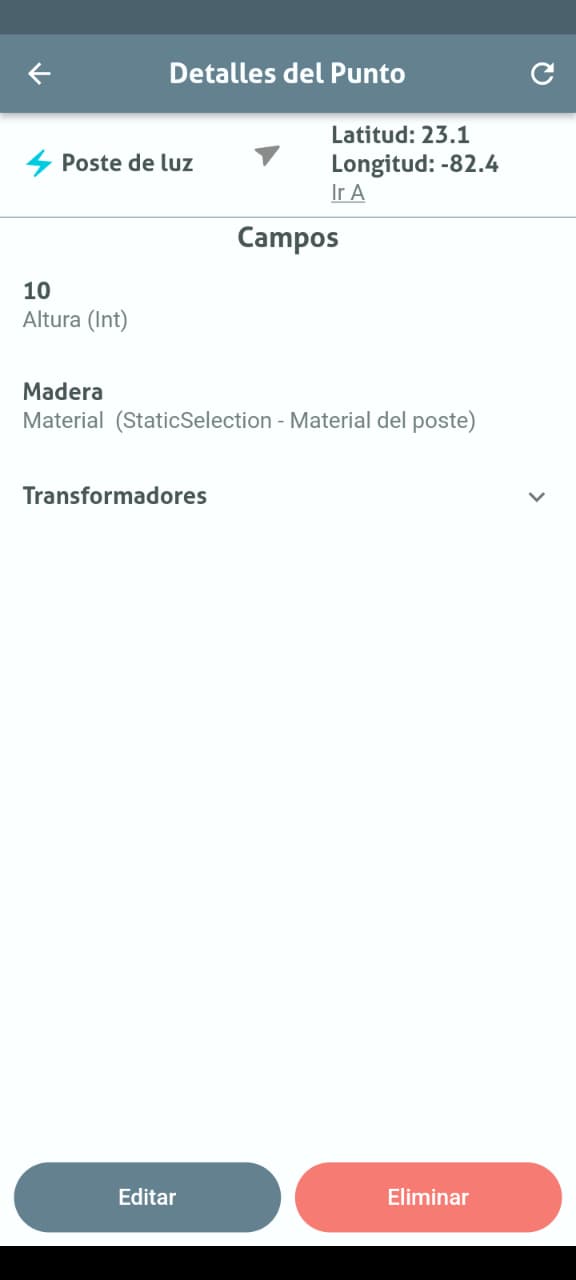 Detalles del Punto
Poste de luz
Latitud: 23.1
Longitud: -82.4
Ir A
Campos
10
Altura (Int)
Madera
Material  (StaticSelection - Material del poste)
Transformadores
Editar
Eliminar